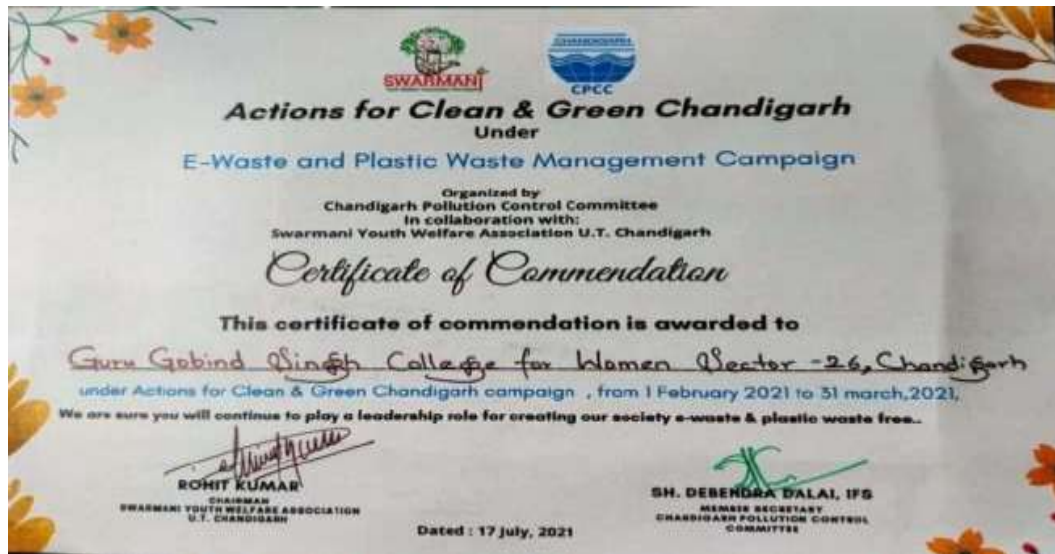 SWARMANI
CHANDIGARH
CPCC
Actions for Clean & Green Chandigarh
Under
E-Waste and Plastic Waste Management Campaign
Organized by
Chandigarh Pollution Control Committee
In collaboration with:
Swarmani Youth Welfare Association U.T. Chandigarh
Certificate of Commendation
This certificate of commendation is awarded to
Guru Gobind Singh College for Women Sector -26, Chandigarh
under Actions for Clean & Green Chandigarh campaign , from 1 February 2021 to 31 march,2021,
We are sure you will continue to play a leadership role for creating our society e-waste & plastic waste free..
ROHIT KUMAR
CHAIRMAN
SWARMANI YOUTH WELFARE ASSOCIATION
U.T. CHANDIGARH
SH. DEBENDRA DALAI, IFS
MEMBER SECRETARY
CHANDIGARH POLLUTION CONTROL
COMMITTEE
Dated : 17 July, 2021